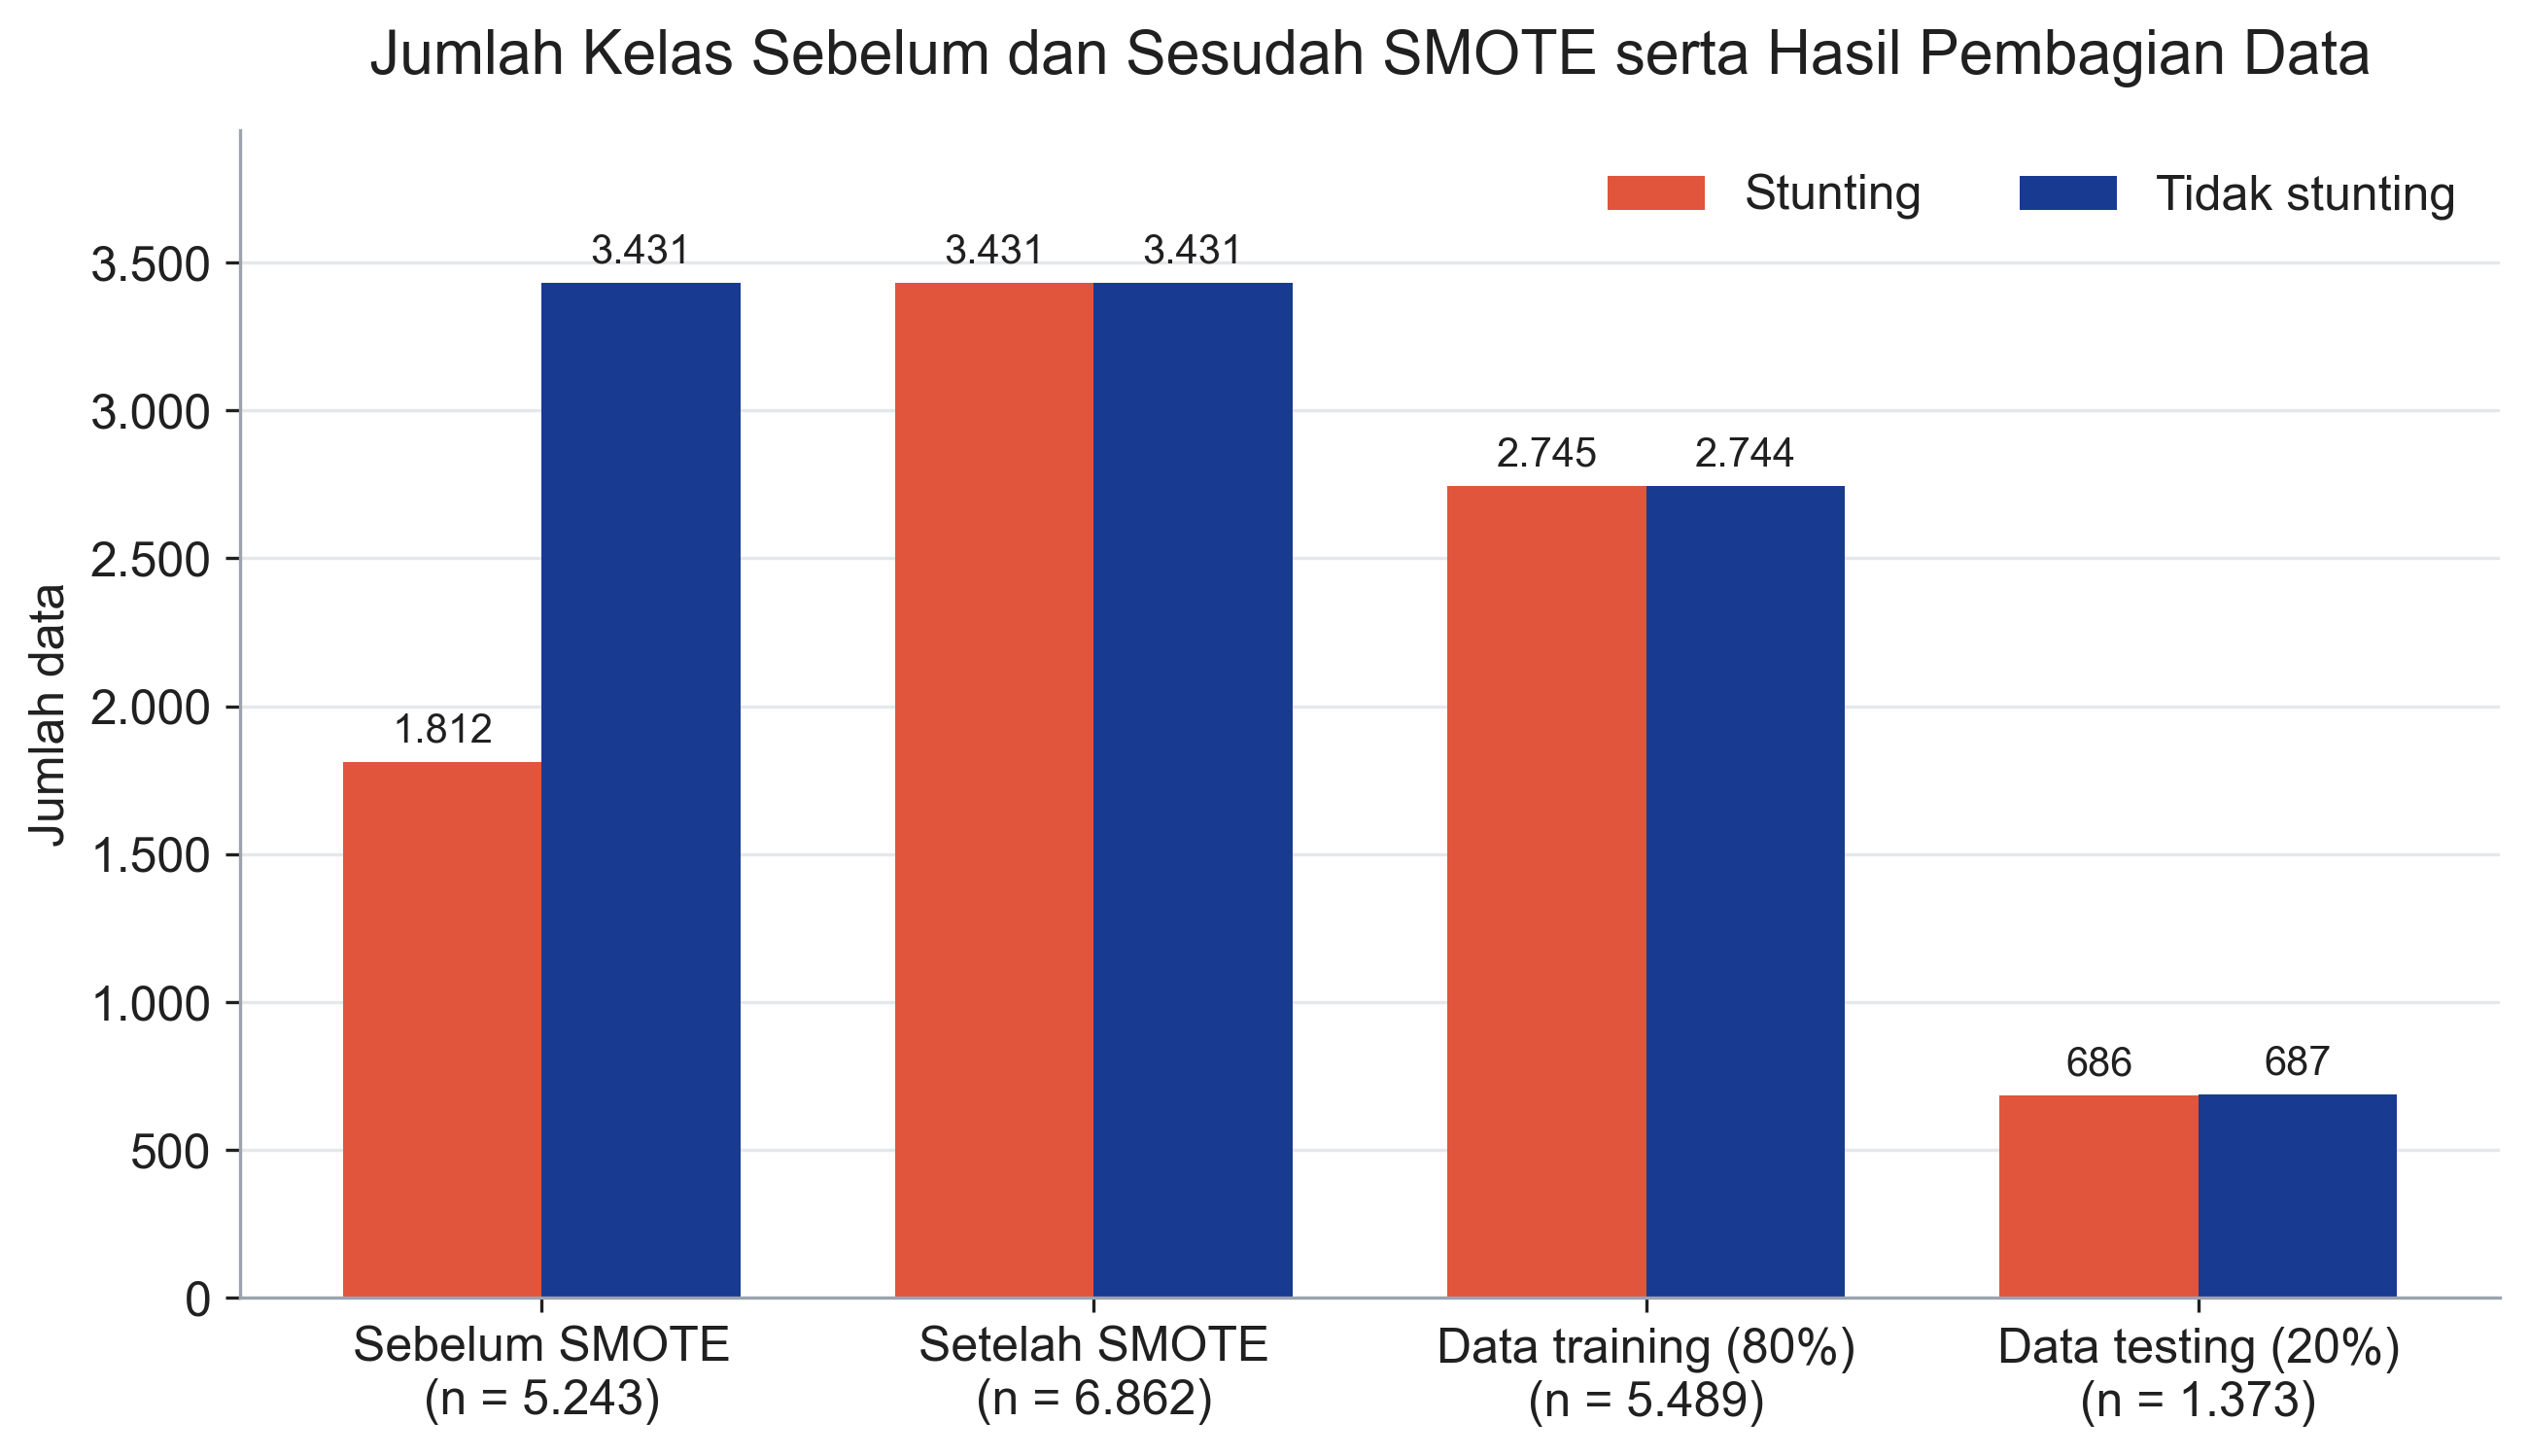 Jumlah Kelas Sebelum dan Sesudah SMOTE serta Hasil Pembagian Data
Stunting
Tidak stunting
Jumlah data
3.500
3.000
2.500
2.000
1.500
1.000
500
0
1.812
3.431
3.431
3.431
2.745
2.744
686
687
Sebelum SMOTE
(n = 5.243)
Setelah SMOTE
(n = 6.862)
Data training (80%)
(n = 5.489)
Data testing (20%)
(n = 1.373)